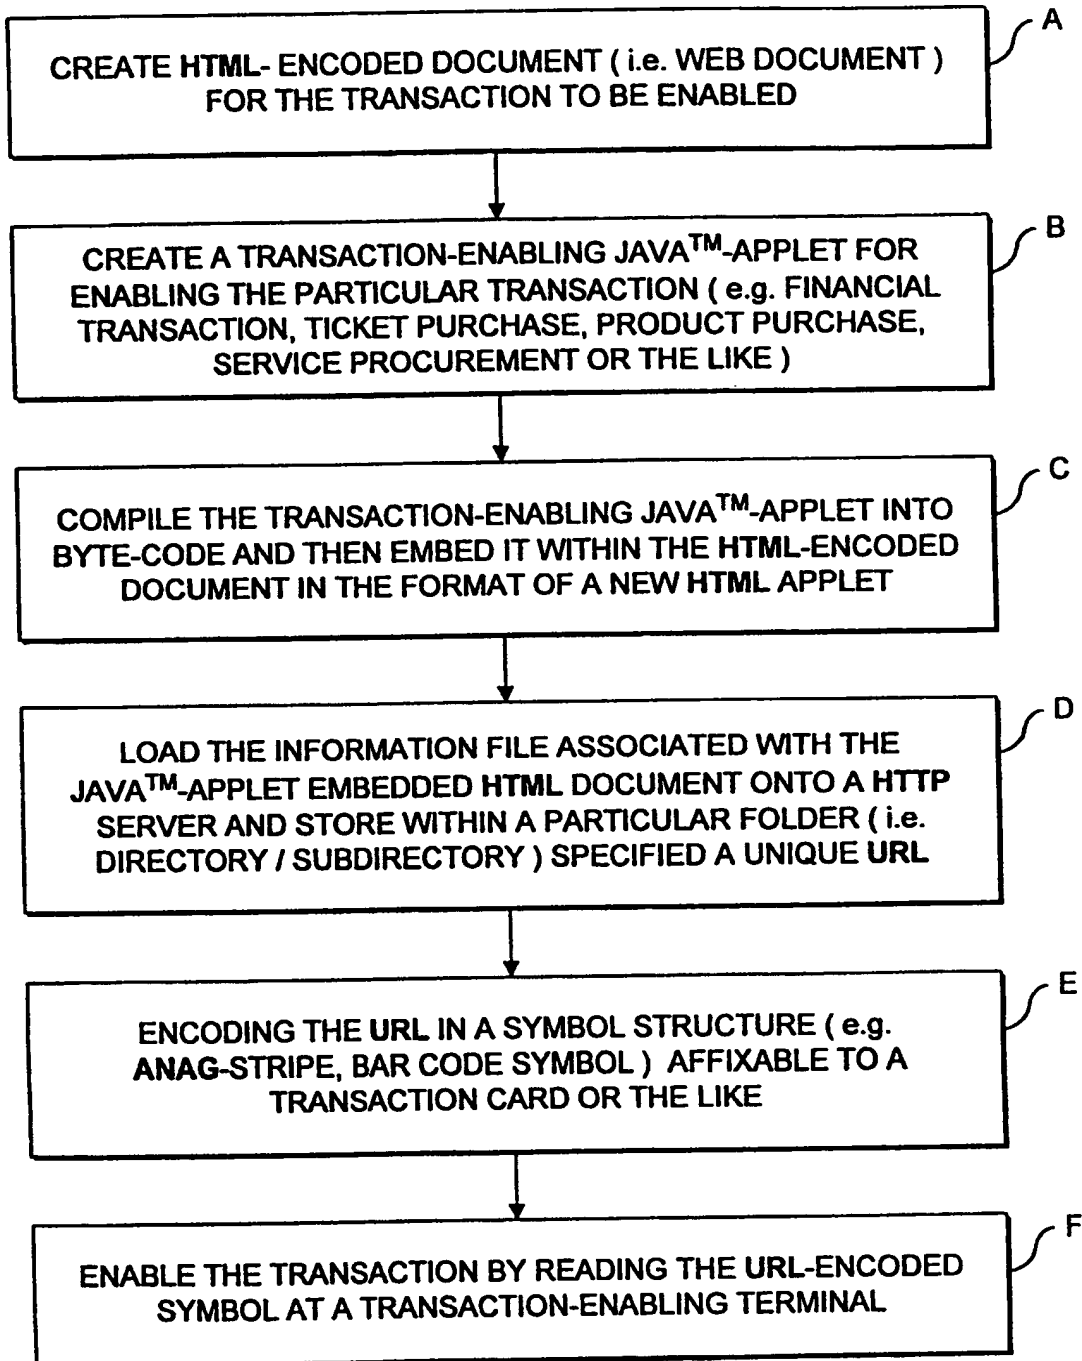 A
CREATE HTML- ENCODED DOCUMENT ( i.e. WEB DOCUMENT )
FOR THE TRANSACTION TO BE ENABLED
B
CREATE A TRANSACTION-ENABLING JAVA™-APPLET FOR
ENABLING THE PARTICULAR TRANSACTION ( e.g. FINANCIAL
TRANSACTION, TICKET PURCHASE, PRODUCT PURCHASE,
SERVICE PROCUREMENT OR THE LIKE )
C
COMPILE THE TRANSACTION-ENABLING JAVA™-APPLET INTO
BYTE-CODE AND THEN EMBED IT WITHIN THE HTML-ENCODED
DOCUMENT IN THE FORMAT OF A NEW HTML APPLET
D
LOAD THE INFORMATION FILE ASSOCIATED WITH THE
JAVA™-APPLET EMBEDDED HTML DOCUMENT ONTO A HTTP
SERVER AND STORE WITHIN A PARTICULAR FOLDER ( i.e.
DIRECTORY / SUBDIRECTORY ) SPECIFIED A UNIQUE URL
E
ENCODING THE URL IN A SYMBOL STRUCTURE ( e.g.
ANAG-STRIPE, BAR CODE SYMBOL ) AFFIXABLE TO A
TRANSACTION CARD OR THE LIKE
F
ENABLE THE TRANSACTION BY READING THE URL-ENCODED
SYMBOL AT A TRANSACTION-ENABLING TERMINAL